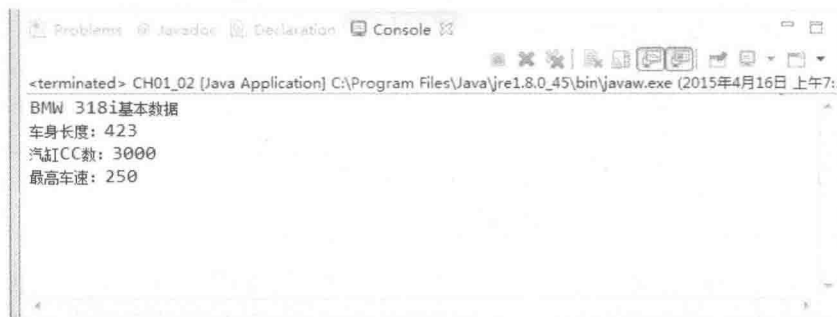 Problems @ Javadoc Declaration Console
<terminated> CH01_02 [Java Application] C:\Program Files\Java\jre1.8.0_45\bin\javaw.exe (2015年4月16日 上午7:
BMW 318i基本数据
车身长度: 423
汽缸CC数: 3000
最高车速: 250